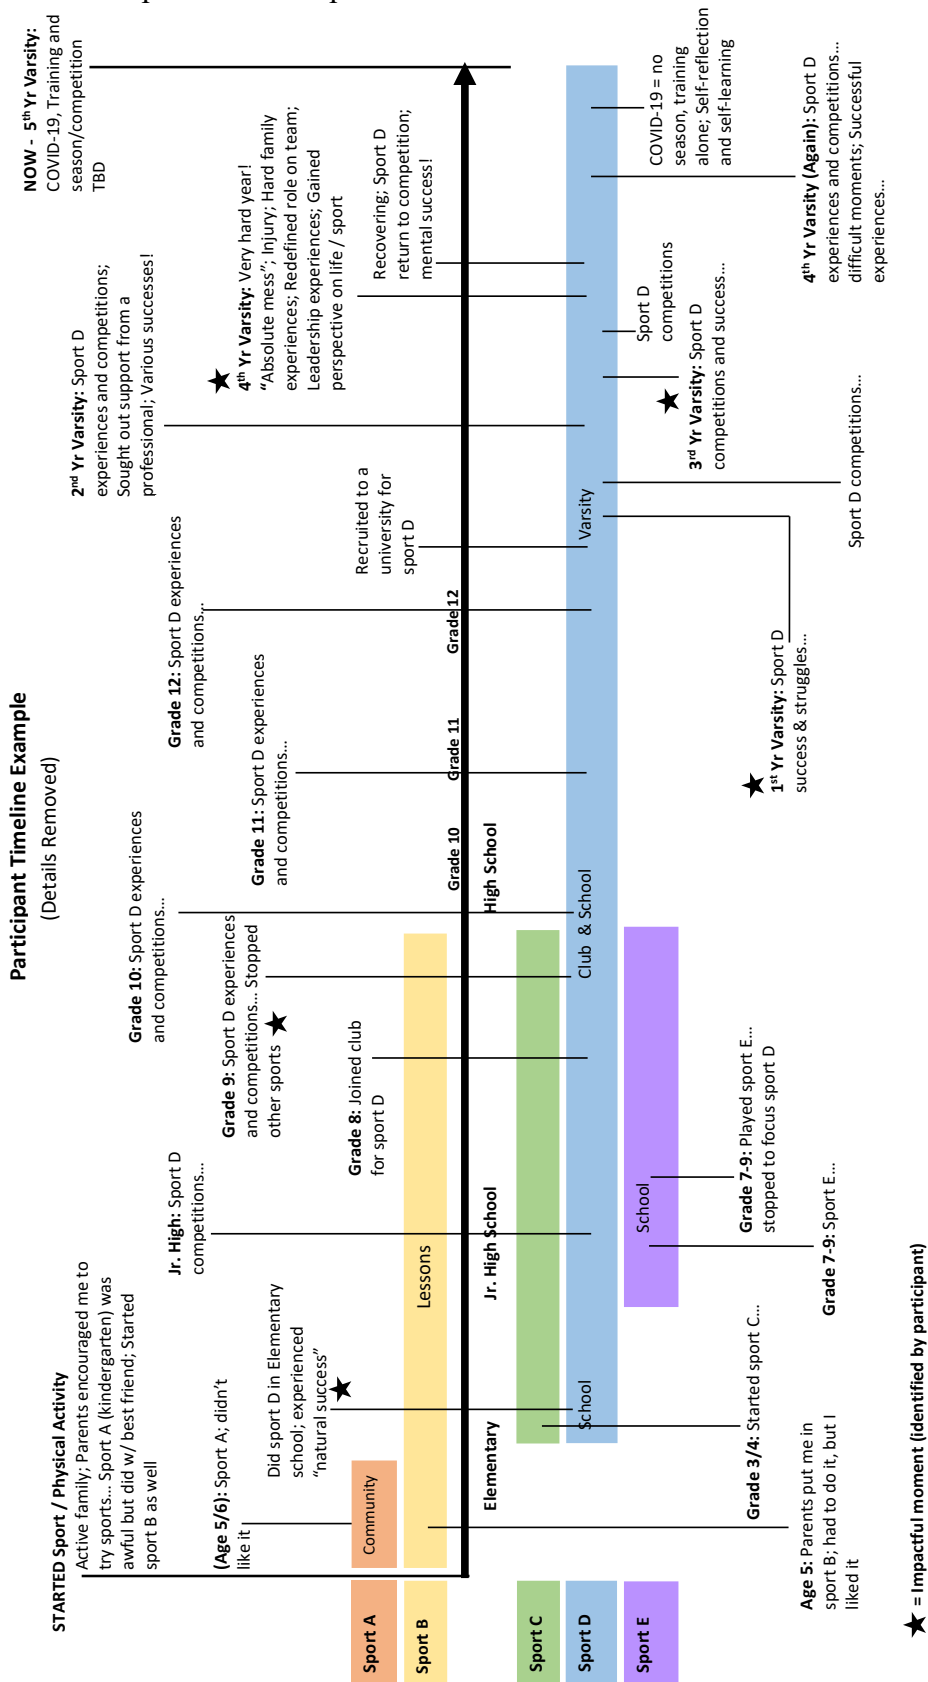 Participant Timeline Example
(Details Removed)
STARTED Sport / Physical Activity
Active family; Parents encouraged me to
try sports... Sport A (kindergarten) was
awful but did w/ best friend; Started
sport B as well
(Age 5/6): Sport A; didn't
like it
Did sport D in Elementary
school; experienced
"natural success"
Jr. High: Sport D
competitions...
Grade 8: Joined club
for sport D
Grade 9: Sport D experiences
and competitions... Stopped
other sports
Grade 10: Sport D experiences
and competitions...
Grade 11: Sport D experiences
and competitions...
Grade 12: Sport D experiences
and competitions...
Recruited to a
university for
sport D
2nd Yr Varsity: Sport D
experiences and competitions;
Sought out support from a
professional; Various successes!
4th Yr Varsity: Very hard year!
"Absolute mess"; Injury; Hard family
experiences; Redefined role on team;
Leadership experiences; Gained
perspective on life / sport
Recovering; Sport D
return to competition;
mental success!
NOW - 5th Yr Varsity:
COVID-19, Training and
season/competition
TBD
Sport A
Community
Sport B
Lessons
Elementary
Jr. High School
High School
Grade 10
Grade 11
Grade 12
Sport C
Sport D
School
Club & School
Varsity
Sport E
School
Age 5: Parents put me in
sport B; had to do it, but I
liked it
Grade 3/4: Started sport C...
Grade 7-9: Sport E...
Grade 7-9: Played sport E...
stopped to focus sport D
1st Yr Varsity: Sport D
success & struggles...
Sport D competitions...
3rd Yr Varsity: Sport D
competitions and success...
Sport D
competitions
4th Yr Varsity (Again): Sport D
experiences and competitions...
difficult moments; Successful
experiences...
COVID-19 = no
season, training
alone; Self-reflection
and self-learning
★ = Impactful moment (identified by participant)